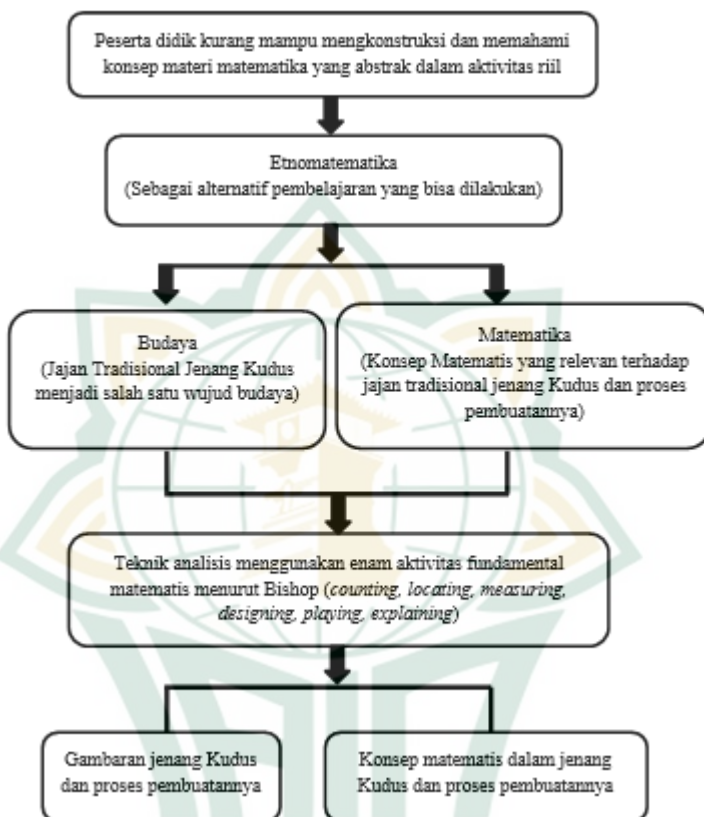 Peserta didik kurang mampu mengkonstruksi dan memahami
konsep materi matematika yang abstrak dalam aktivitas riil
Etnomatematika
(Sebagai alternatif pembelajaran yang bisa dilakukan)
Budaya
(Jajan Tradisional Jenang Kudus
menjadi salah satu wujud budaya)
Matematika
(Konsep Matematis yang relevan terhadap
jajan tradisional jenang Kudus dan proses
pembuatannya)
Teknik analisis menggunakan enam aktivitas fundamental
matematis menurut Bishop (counting, locating, measuring,
designing, playing, explaining)
Gambaran jenang Kudus
dan proses pembuatannya
Konsep matematis dalam jenang
Kudus dan proses pembuatannya